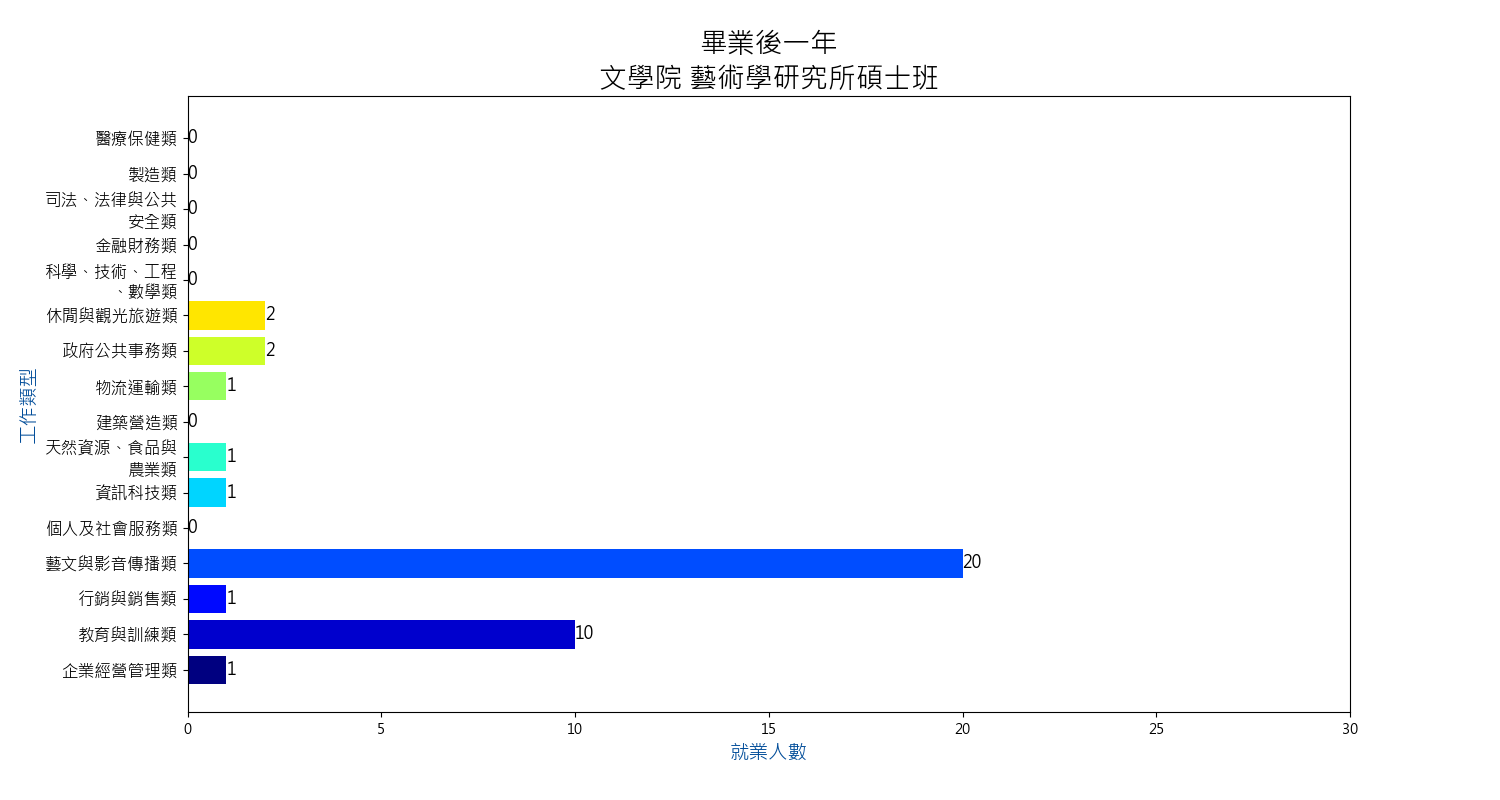 畢業後一年
文學院 藝術學研究所碩士班
醫療保健類 0
製造類 0
司法、法律與公共
安全類 0
金融財務類 0
科學、技術、工程
、數學類 0
休閒與觀光旅遊類 2
政府公共事務類 2
物流運輸類 1
建築營造類 0
天然資源、食品與
農業類 1
資訊科技類 1
個人及社會服務類 0
藝文與影音傳播類 20
行銷與銷售類 1
教育與訓練類 10
企業經營管理類 1
工作類型
0 5 10 15 20 25 30
就業人數